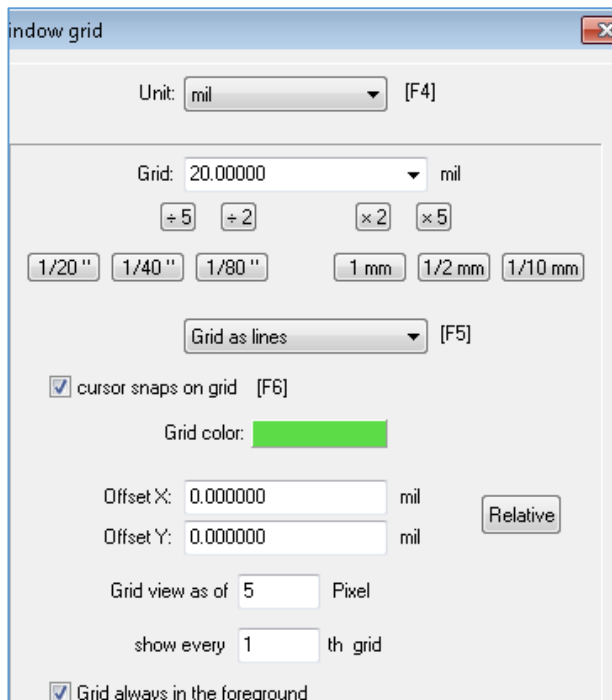 indow grid
Unit: mil [F4]
Grid: 20.00000 mil
÷ 5 ÷ 2 × 2 × 5
1/20 " 1/40 " 1/80 " 1 mm 1/2 mm 1/10 mm
Grid as lines [F5]
cursor snaps on grid [F6]
Grid color:
Offset X: 0.000000 mil
Relative
Offset Y: 0.000000 mil
Grid view as of 5 Pixel
show every 1 th grid
Grid always in the foreground